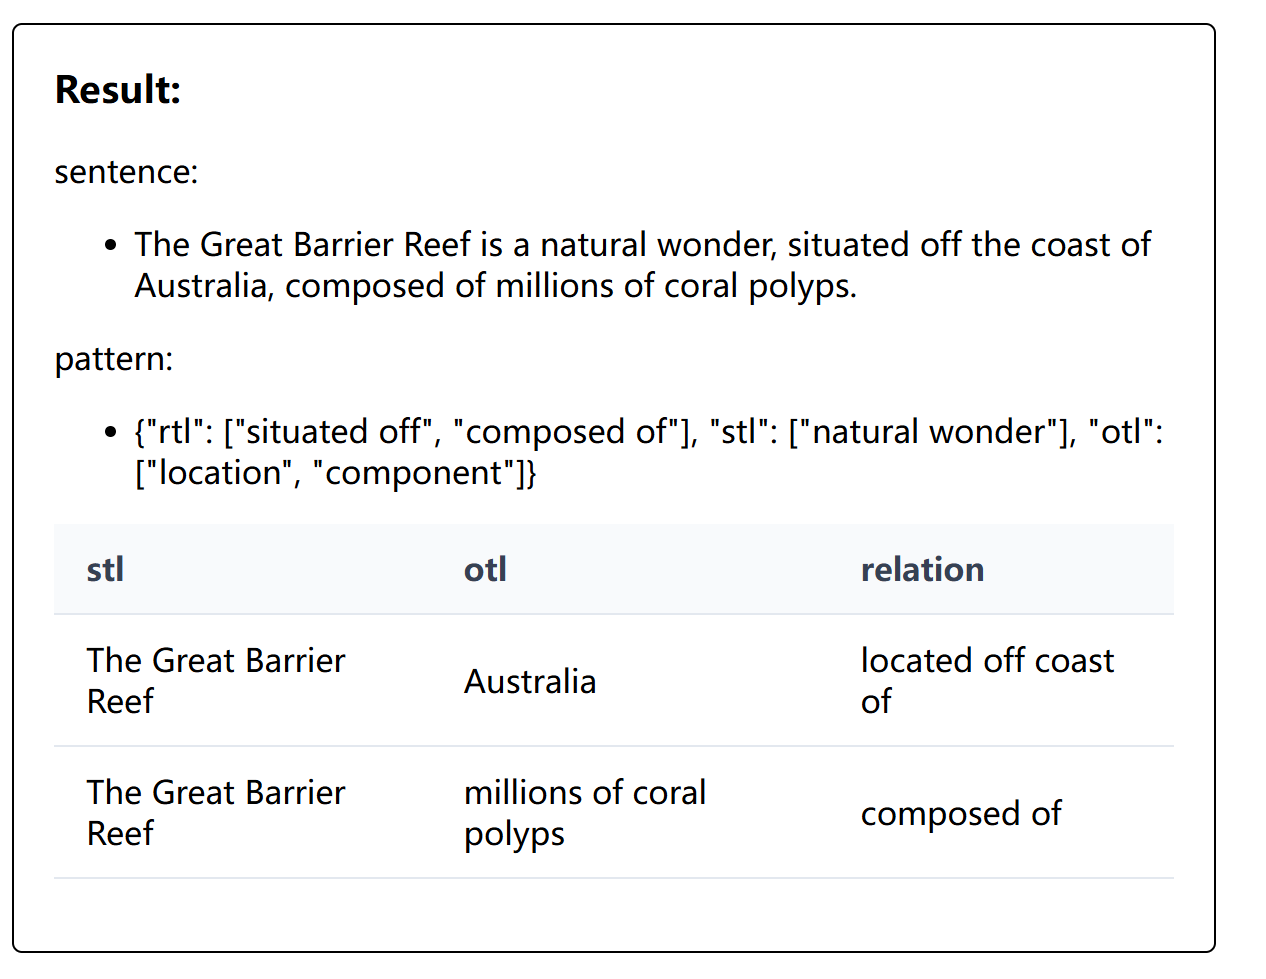 Result:
sentence:
• The Great Barrier Reef is a natural wonder, situated off the coast of
Australia, composed of millions of coral polyps.
pattern:
• {"rtl": ["situated off", "composed of"], "stl": ["natural wonder"], "otl":
["location", "component"]}
stl otl relation
The Great Barrier
Reef
Australia
located off coast
of
The Great Barrier
Reef
millions of coral
polyps
composed of